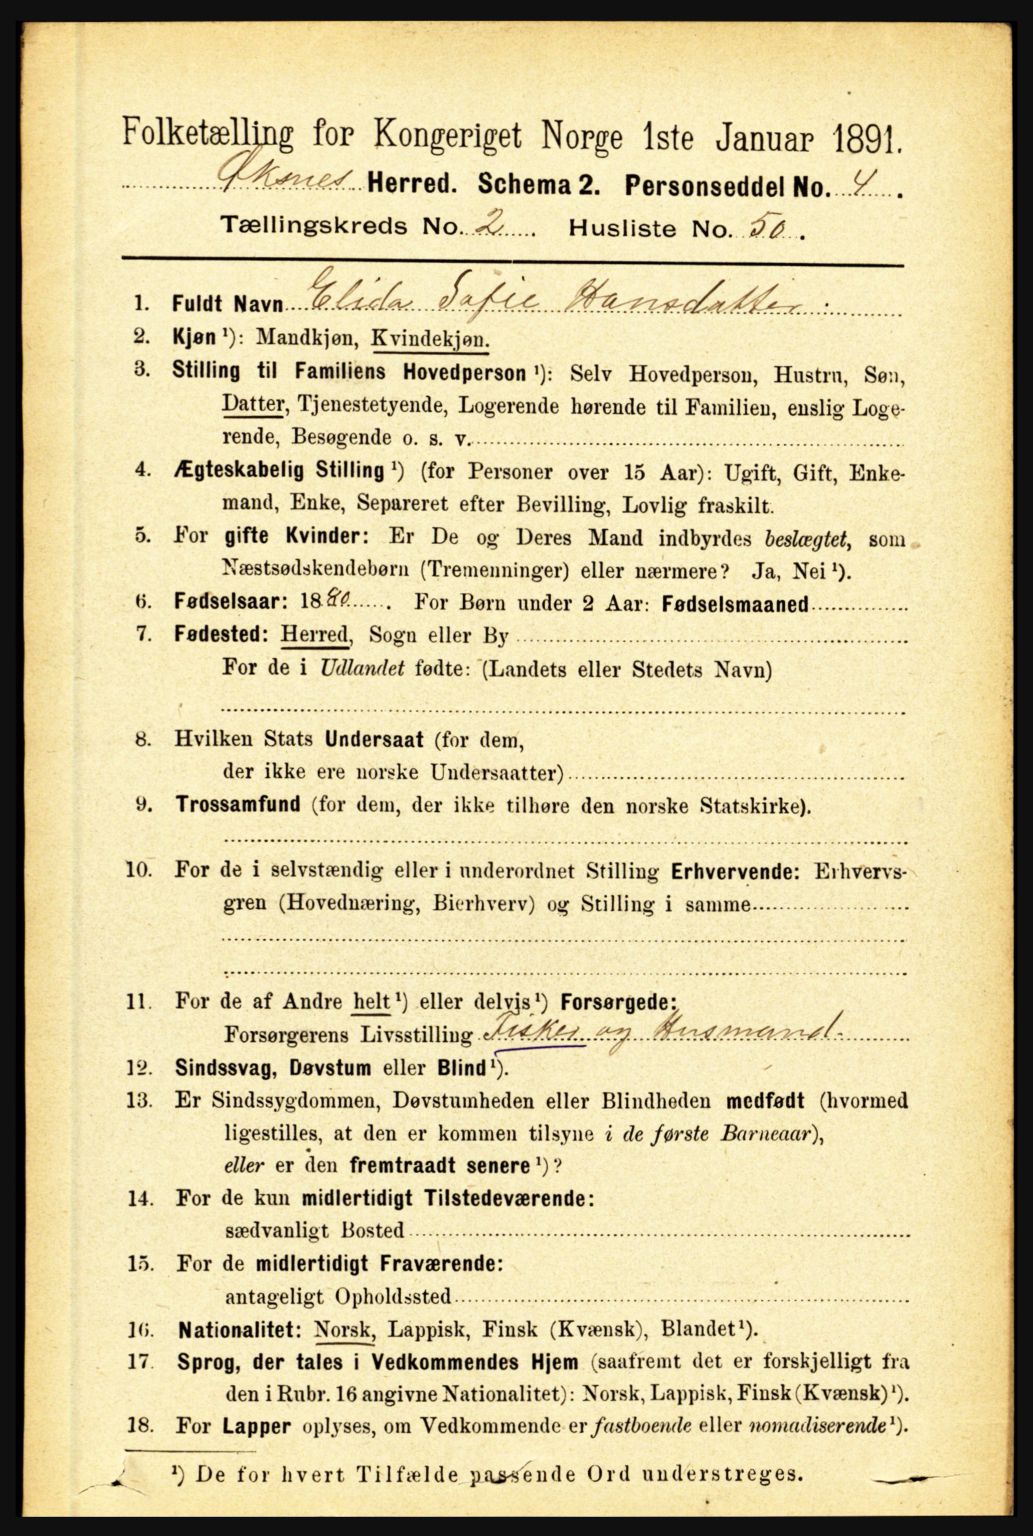 Folketælling for Kongeriget Norge 1ste Januar 1891.
Øksnes Herred. Schema 2. Personseddel No. 4.
Tællingskreds No. 2. Husliste No. 50.
1. Fuldt Navn Elida Sofie Hansdatter.
2. Kjøn ¹): Mandkjøn, Kvindekjøn.
3. Stilling til Familiens Hovedperson ¹): Selv Hovedperson, Hustru, Søn,
Datter, Tjenestetyende, Logerende hørende til Familien, enslig Loge-
rende, Besøgende o. s. v.
4. Ægteskabelig Stilling ¹) (for Personer over 15 Aar): Ugift, Gift, Enke-
mand, Enke, Separeret efter Bevilling, Lovlig fraskilt.
5. For gifte Kvinder: Er De og Deres Mand indbyrdes beslægtet, som
Næstsødskendebørn (Tremenninger) eller nærmere? Ja, Nei ¹).
6. Fødselsaar: 1880. For Børn under 2 Aar: Fødselsmaaned
7. Fødested: Herred, Sogn eller By
For de i Udlandet fødte: (Landets eller Stedets Navn)
8. Hvilken Stats Undersaat (for dem,
der ikke ere norske Undersaatter)
9. Trossamfund (for dem, der ikke tilhøre den norske Statskirke).
10. For de i selvstændig eller i underordnet Stilling Erhvervende: Erhvervs-
gren (Hovednæring, Bierhverv) og Stilling i samme
11. For de af Andre helt ¹) eller delvis ¹) Forsørgede:
Forsørgerens Livsstilling Fisker og Husmand.
12. Sindssvag, Døvstum eller Blind ¹).
13. Er Sindssygdommen, Døvstumheden eller Blindheden medfødt (hvormed
ligestilles, at den er kommen tilsyne i de første Barneaar),
eller er den fremtraadt senere ¹)?
14. For de kun midlertidigt Tilstedeværende:
sædvanligt Bosted
15. For de midlertidigt Fraværende:
antageligt Opholdssted
16. Nationalitet: Norsk, Lappisk, Finsk (Kvænsk), Blandet ¹).
17. Sprog, der tales i Vedkommendes Hjem (saafremt det er forskjelligt fra
den i Rubr. 16 angivne Nationalitet): Norsk, Lappisk, Finsk (Kvænsk) ¹).
18. For Lapper oplyses, om Vedkommende er fastboende eller nomadiserende ¹).
¹) De for hvert Tilfælde passende Ord understreges.